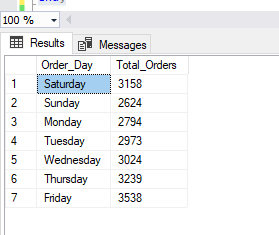 100 %
Results Messages
Order_Day Total_Orders
1 Saturday 3158
2 Sunday 2624
3 Monday 2794
4 Tuesday 2973
5 Wednesday 3024
6 Thursday 3239
7 Friday 3538